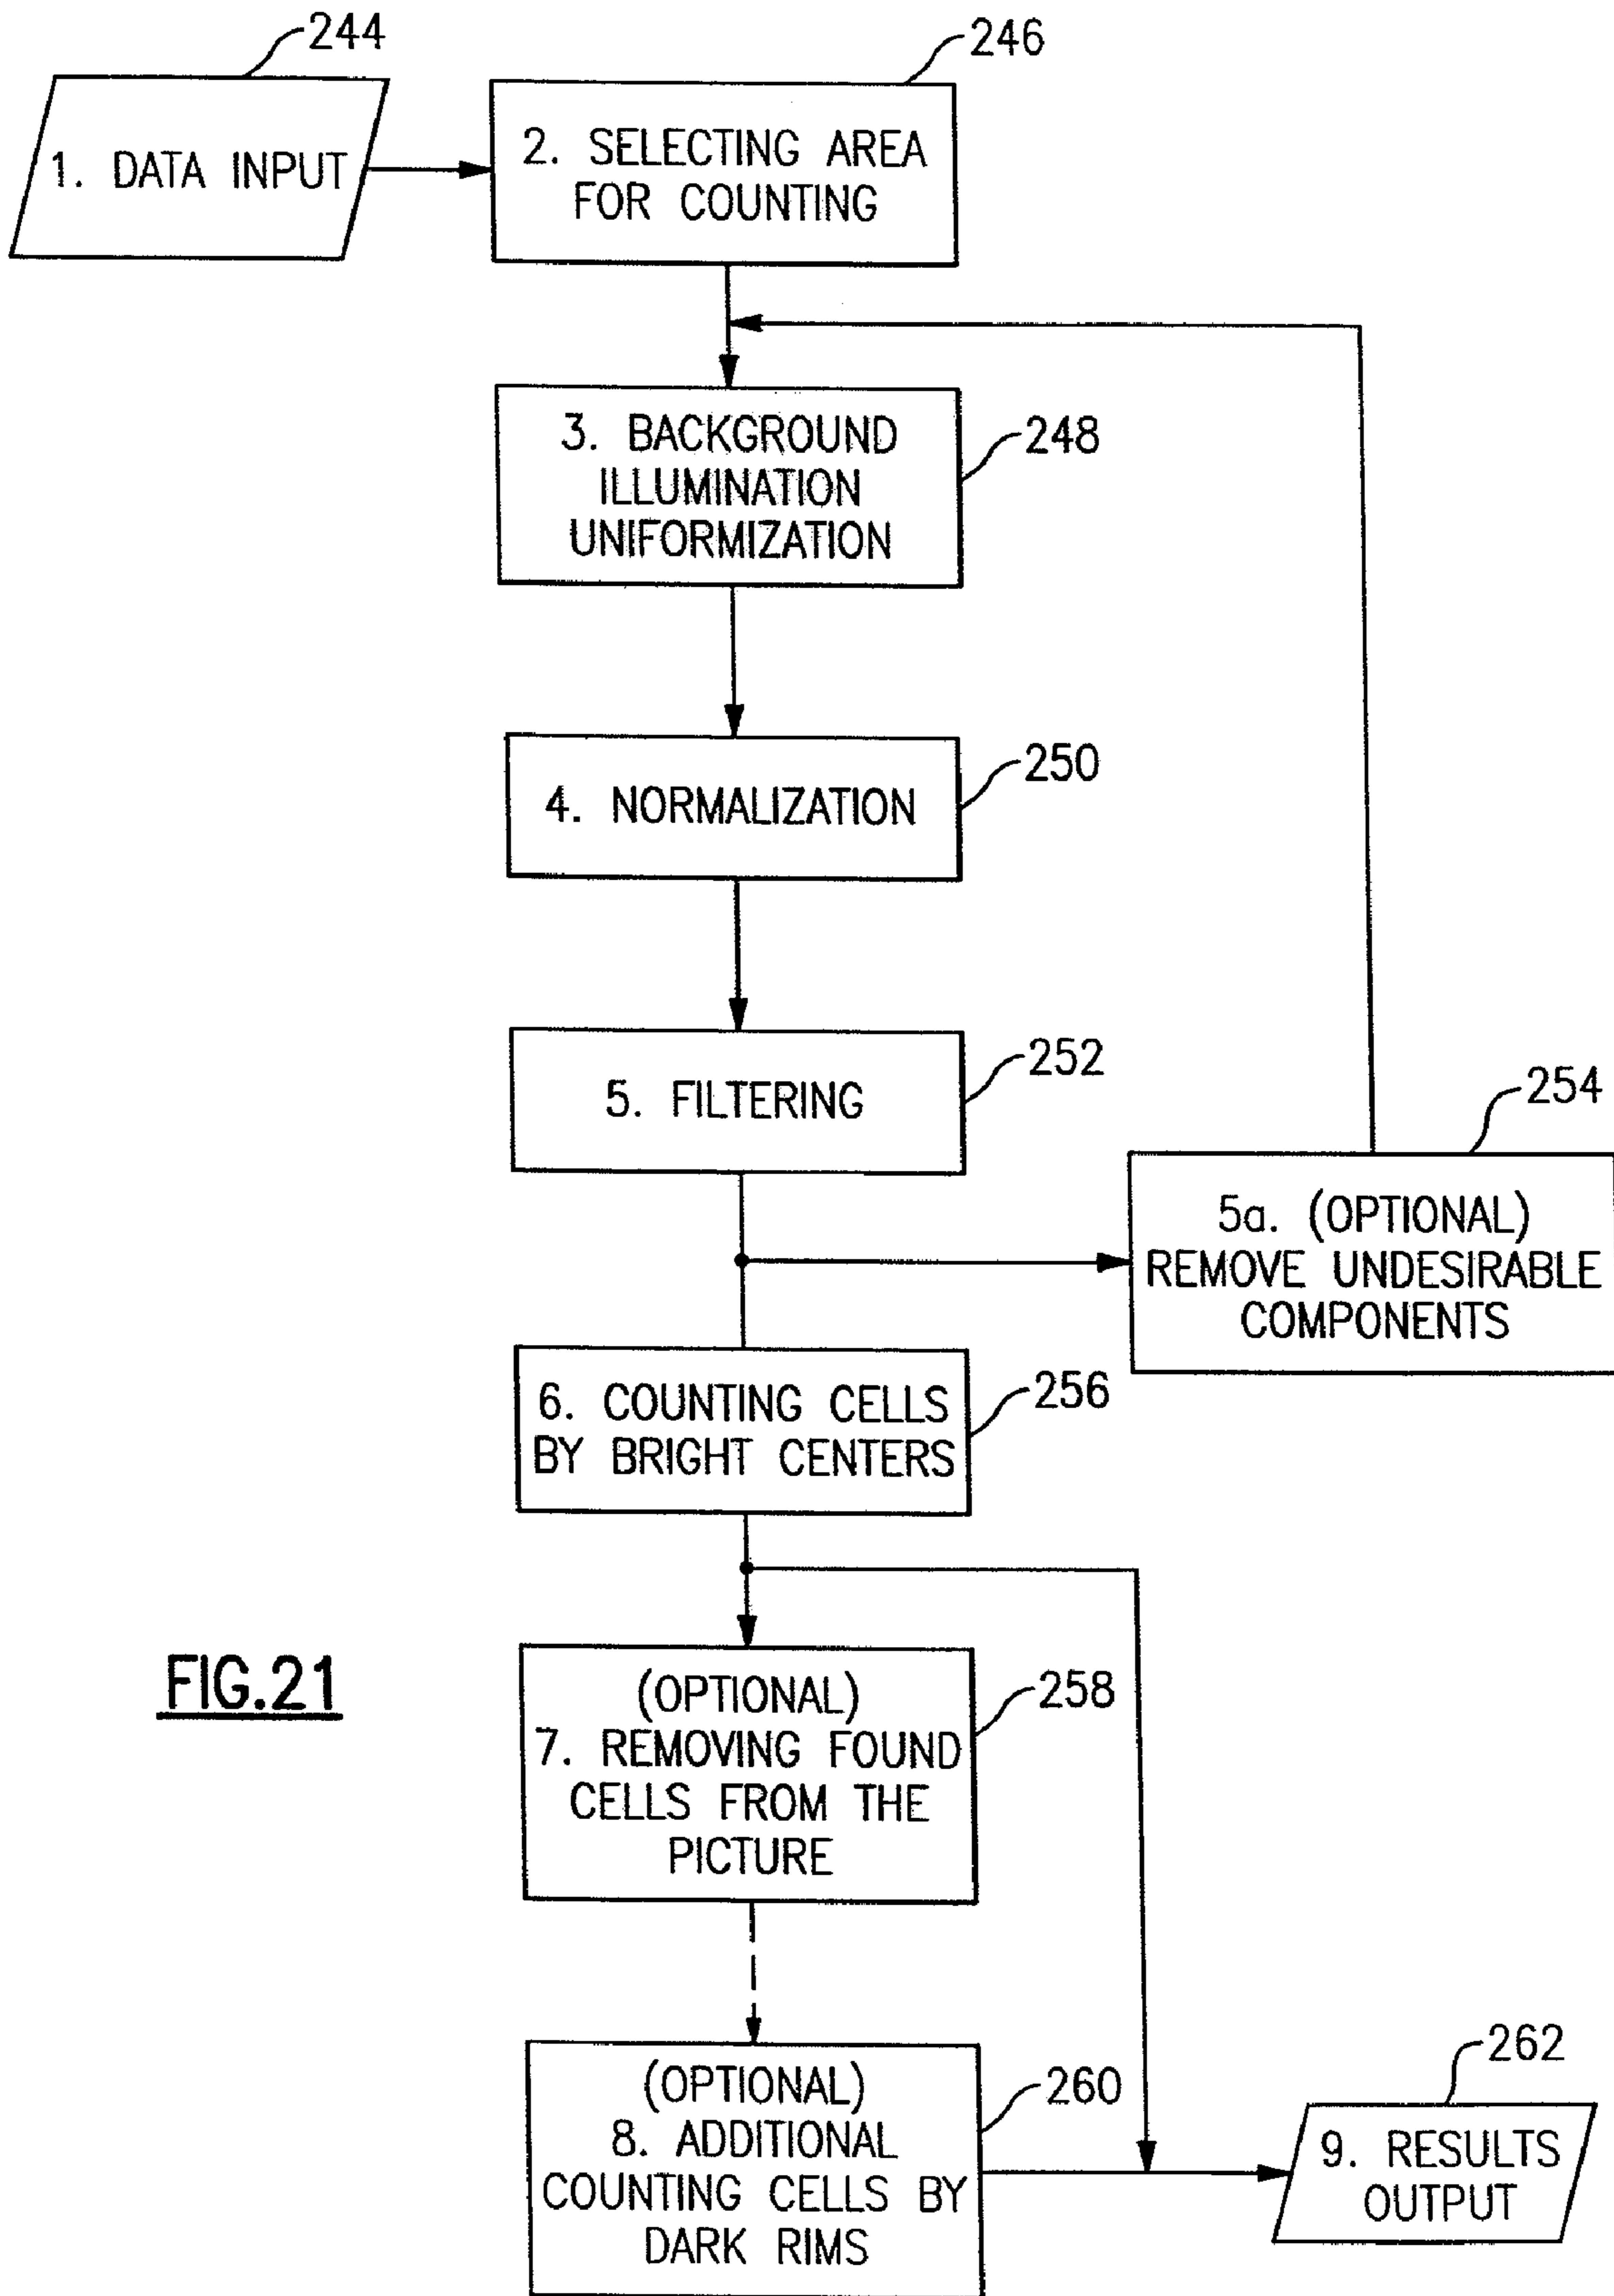 244
1. DATA INPUT
246
2. SELECTING AREA
FOR COUNTING
3. BACKGROUND
ILLUMINATION
UNIFORMIZATION
248
4. NORMALIZATION
250
5. FILTERING
252
254
5a. (OPTIONAL)
REMOVE UNDESIRABLE
COMPONENTS
6. COUNTING CELLS
BY BRIGHT CENTERS
256
FIG.21
(OPTIONAL)
7. REMOVING FOUND
CELLS FROM THE
PICTURE
258
(OPTIONAL)
8. ADDITIONAL
COUNTING CELLS BY
DARK RIMS
260
262
9. RESULTS
OUTPUT